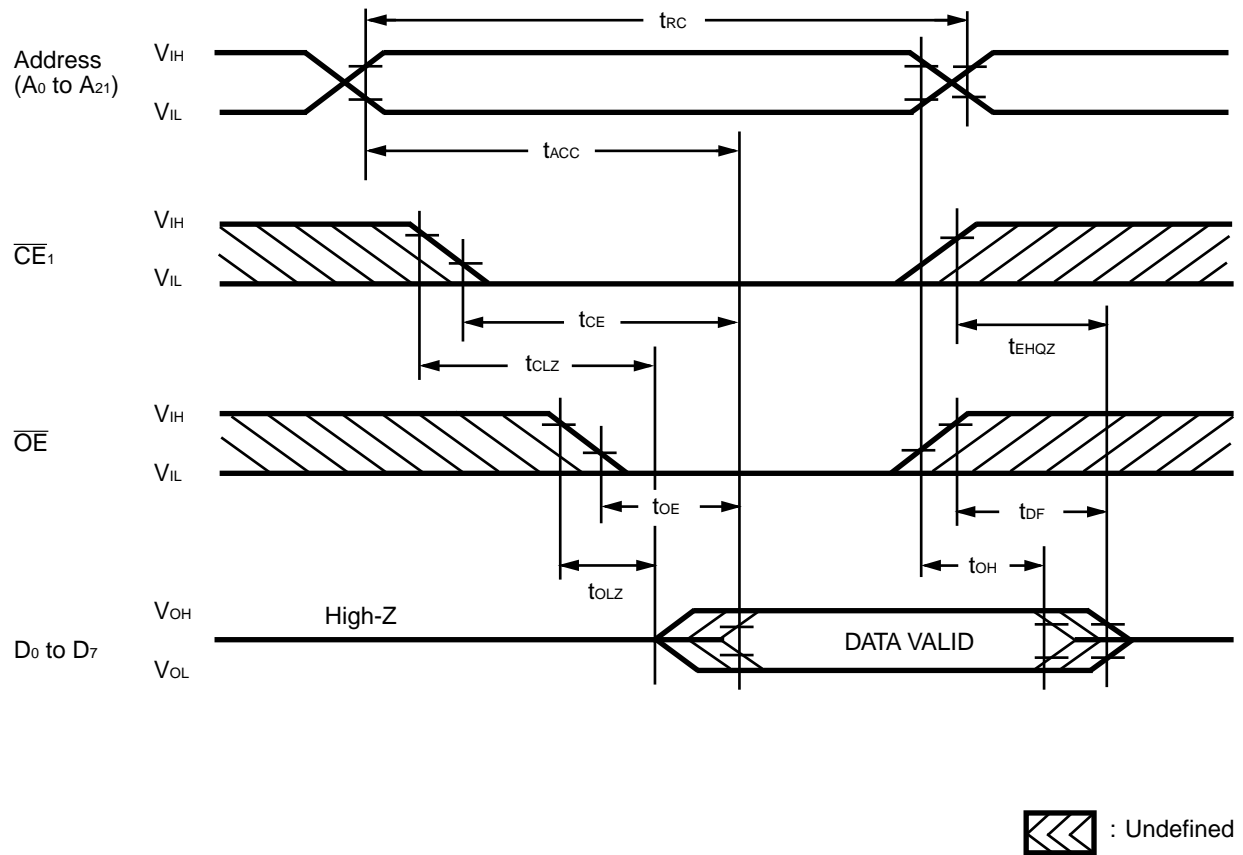 tRC
Address
(A0 to A21)
VIH
VIL
tACC
CE1
VIH
VIL
tCE
tEHQZ
tCLZ
OE
VIH
VIL
tOE
tDF
tOH
tOLZ
D0 to D7
VOH
High-Z
DATA VALID
VOL
: Undefined